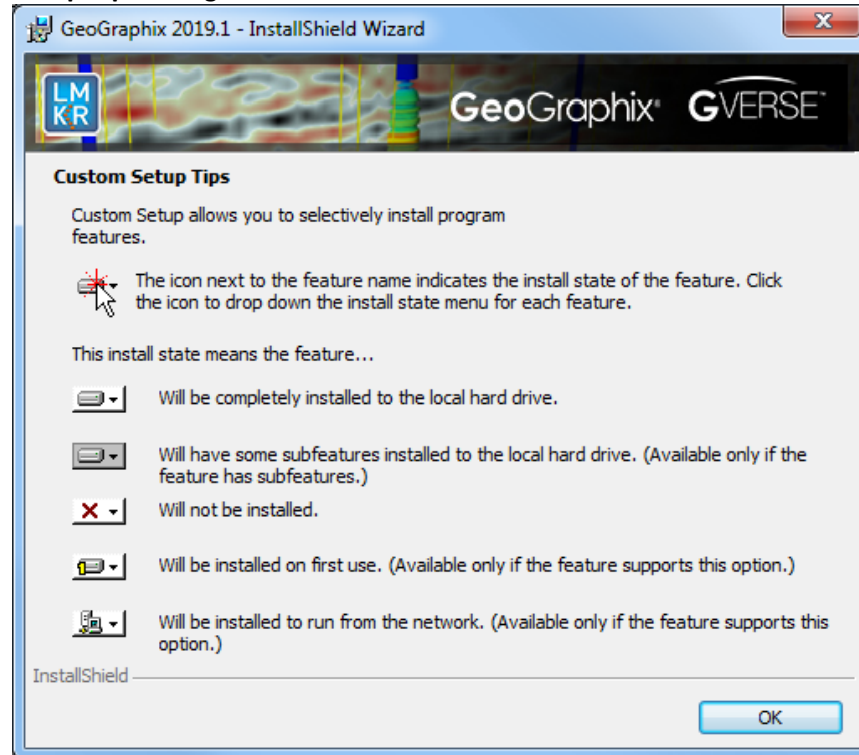 GeoGraphix 2019.1 - InstallShield Wizard
LM
KR
GeoGraphix® GVERSE™
Custom Setup Tips
Custom Setup allows you to selectively install program
features.
The icon next to the feature name indicates the install state of the feature. Click
the icon to drop down the install state menu for each feature.
This install state means the feature...
Will be completely installed to the local hard drive.
Will have some subfeatures installed to the local hard drive. (Available only if the
feature has subfeatures.)
Will not be installed.
Will be installed on first use. (Available only if the feature supports this option.)
Will be installed to run from the network. (Available only if the feature supports this
option.)
InstallShield
OK